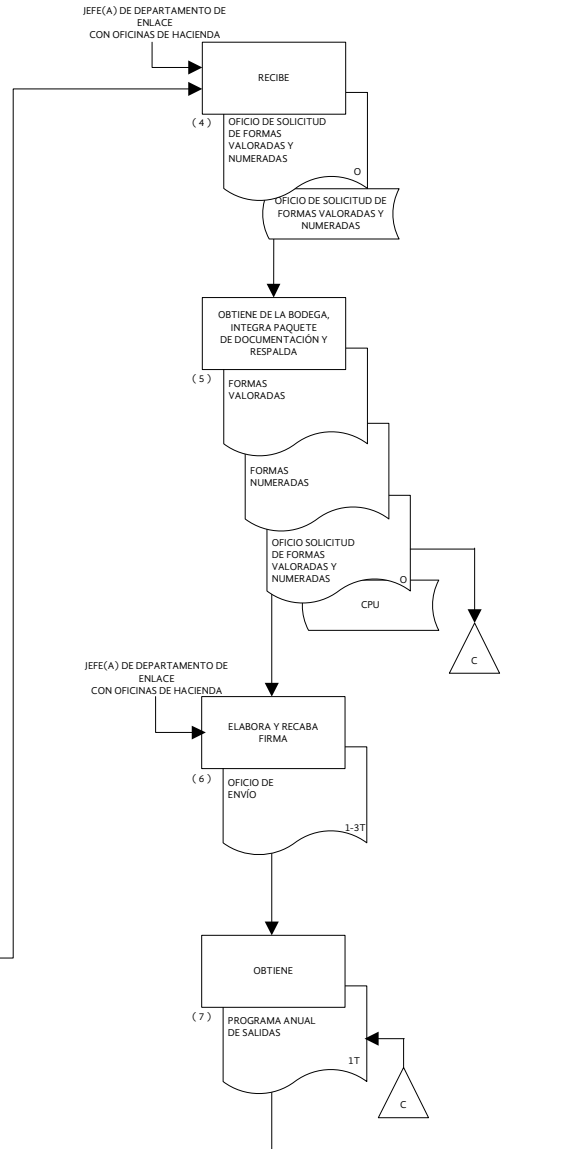 JEFE(A) DE DEPARTAMENTO DE
ENLACE
CON OFICINAS DE HACIENDA
RECIBE
( 4 )
OFICIO DE SOLICITUD
DE FORMAS
VALORADAS Y
NUMERADAS
O
OFICIO DE SOLICITUD DE
FORMAS VALORADAS Y
NUMERADAS
OBTIENE DE LA BODEGA,
INTEGRA PAQUETE
DE DOCUMENTACIÓN Y
RESPALDA
( 5 )
FORMAS
VALORADAS
FORMAS
NUMERADAS
OFICIO SOLICITUD
DE FORMAS
VALORADAS Y
NUMERADAS
O
CPU
C
JEFE(A) DE DEPARTAMENTO DE
ENLACE
CON OFICINAS DE HACIENDA
ELABORA Y RECABA
FIRMA
( 6 )
OFICIO DE
ENVÍO
1-3T
OBTIENE
( 7 )
PROGRAMA ANUAL
DE SALIDAS
1T
C